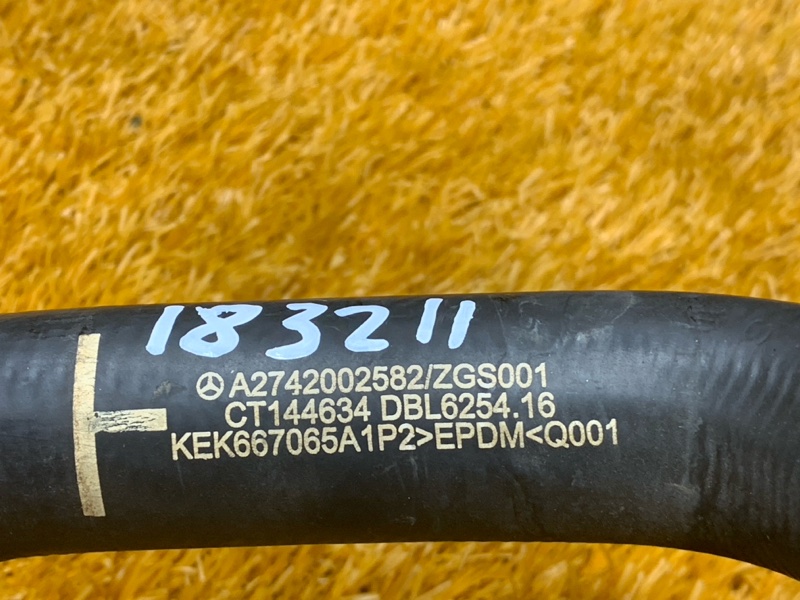 183211
A2742002582/ZGS001
CT144634 DBL6254.16
KEK667065A1P2>EPDM<Q001